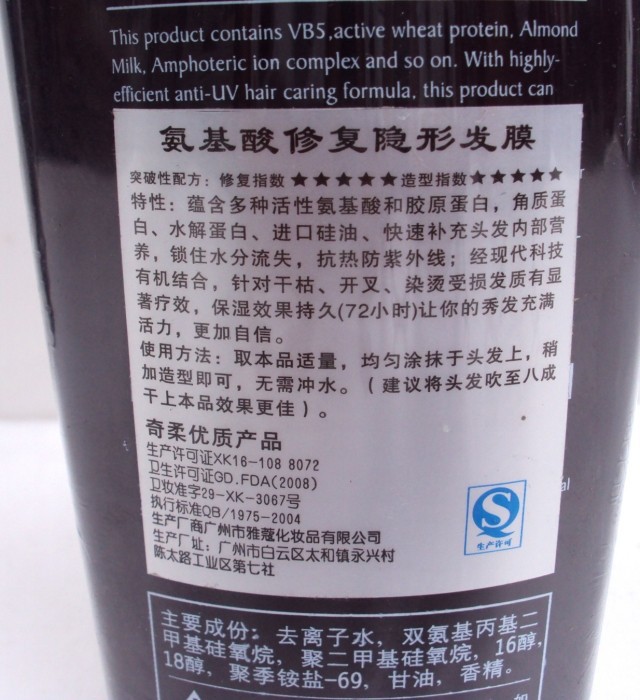 This product contains VB5,active wheat protein, Almond
Milk, Amphoteric ion complex and so on. With highly-
efficient anti-UV hair caring formula, this product can
氨基酸修复隐形发膜
突破性配方：修复指数★★★★★造型指数★★★★★
特性：蕴含多种活性氨基酸和胶原蛋白，角质蛋
白、水解蛋白、进口硅油、快速补充头发内部营
养，锁住水分流失，抗热防紫外线；经现代科技
有机结合，针对干枯、开叉、染烫受损发质有显
著疗效，保湿效果持久(72小时)让你的秀发充满
活力，更加自信。
使用方法：取本品适量，均匀涂抹于头发上，稍
加造型即可，无需冲水。（建议将头发吹至八成
干上本品效果更佳）。
奇柔优质产品
生产许可证XK16-108 8072
卫生许可证GD.FDA(2008)
卫妆准字29-XK-3067号
执行标准QB/1975-2004
生产厂商广州市雅蔻化妆品有限公司
生产厂址：广州市白云区太和镇永兴村
陈太路工业区第七社
QS
生产许可
al
主要成份：去离子水，双氨基丙基二
甲基硅氧烷，聚二甲基硅氧烷，16醇，
18醇，聚季铵盐-69，甘油，香精。